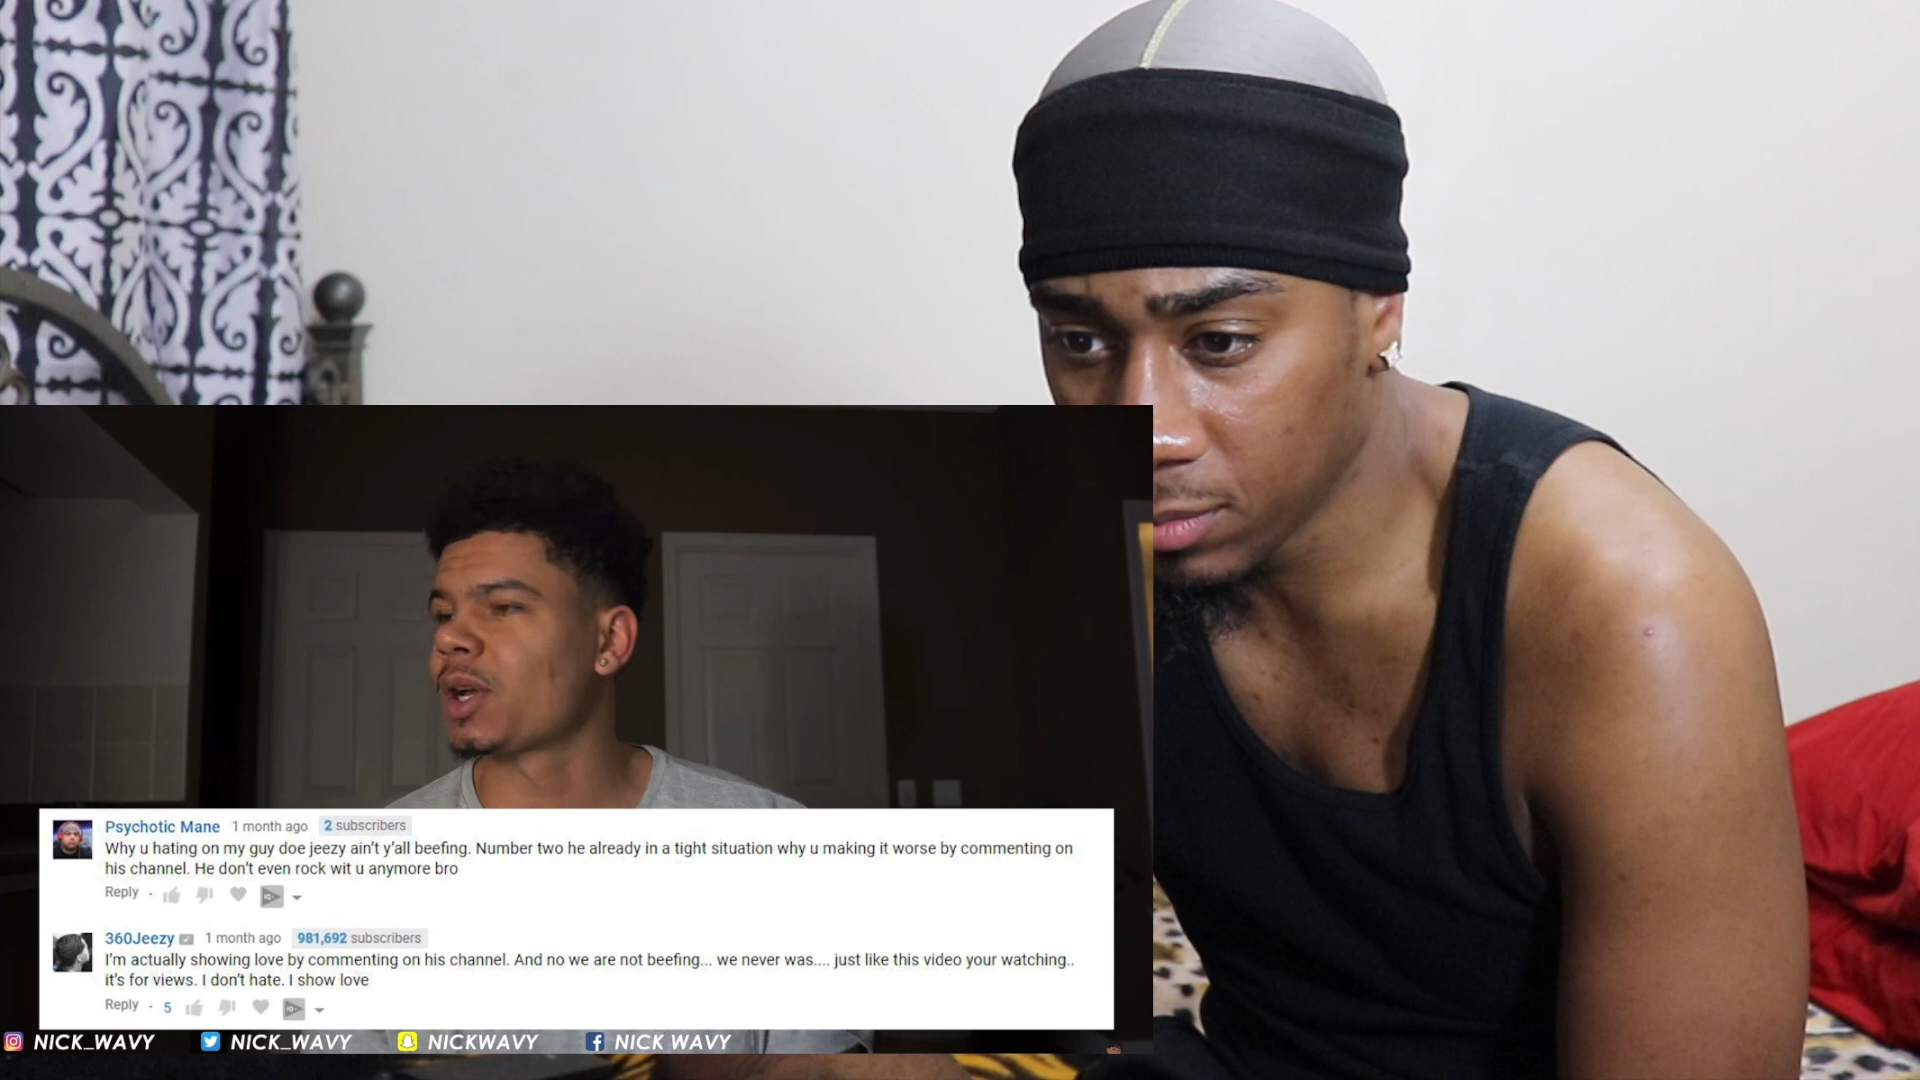 Psychotic Mane 1 month ago 2 subscribers
Why u hating on my guy doe jeezy ain't y'all beefing. Number two he already in a tight situation why u making it worse by commenting on
his channel. He don't even rock wit u anymore bro
Reply
360Jeezy 1 month ago 981,692 subscribers
I'm actually showing love by commenting on his channel. And no we are not beefing... we never was.... just like this video your watching..
it's for views. I don't hate. I show love
Reply · 5
NICK_WAVY NICK_WAVY NICKWAVY NICK WAVY